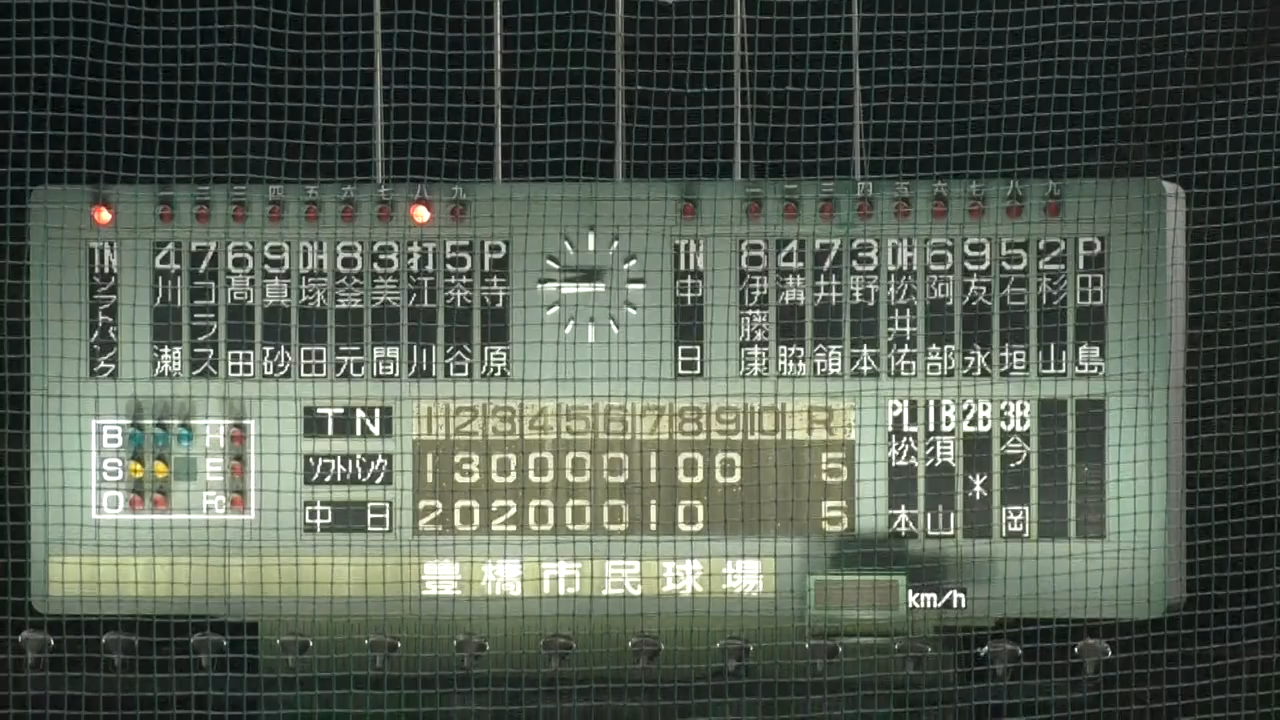 一 二 三 四 五 六 七 八 九 一 二 三 四 五 六 七 八 九
TN 4 7 6 9 DH 8 3 打 5 P TN 8 4 7 3 DH 6 9 5 2 P
ソフトバンク 川瀬 コラス 髙田 真砂 塚田 釜元 美間 江川 茶谷 寺原 中日 伊藤康 溝脇 井領 野本 松井佑 阿部 友永 石垣 杉山 田島
B H
S E
O Fc
TN 1 2 3 4 5 6 7 8 9 10 R
ソフトバンク 1 3 0 0 0 0 1 0 0 5
中日 2 0 2 0 0 0 1 0 5
PL 1B 2B 3B
松本 須山 米 今岡
豊橋市民球場
km/h